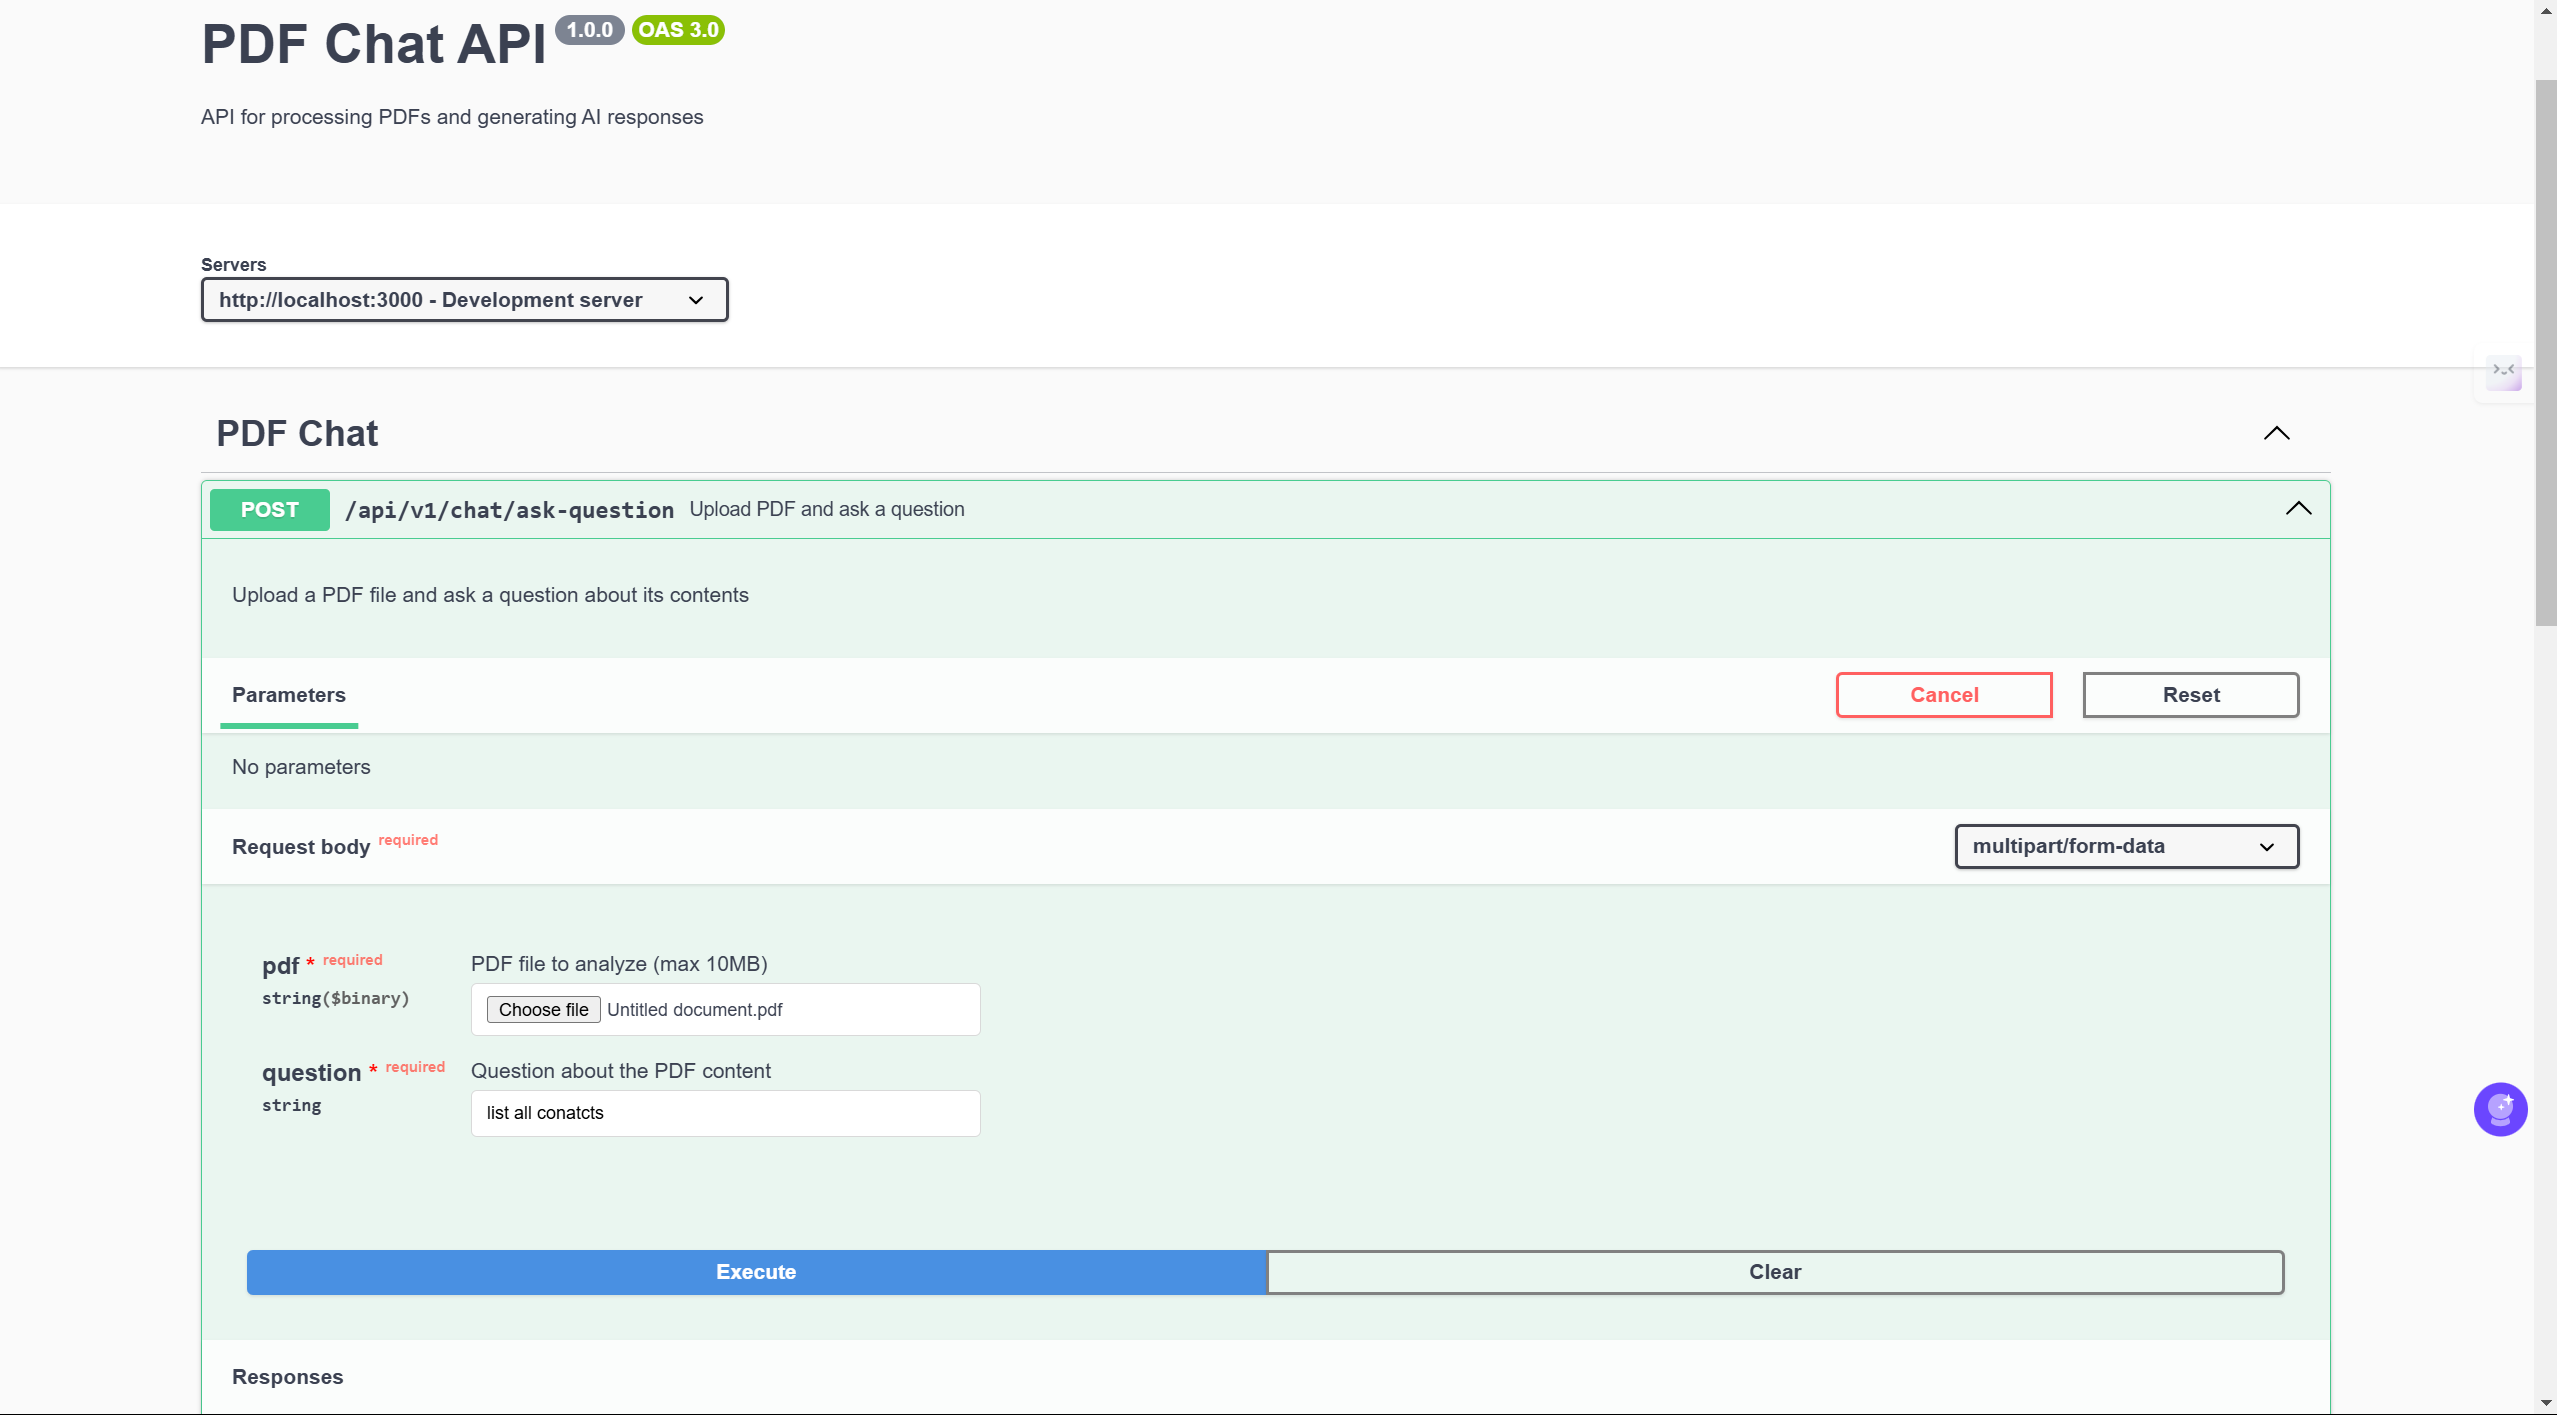 PDF Chat API 1.0.0 OAS 3.0
API for processing PDFs and generating AI responses
Servers
http://localhost:3000 - Development server
PDF Chat
POST /api/v1/chat/ask-question Upload PDF and ask a question
Upload a PDF file and ask a question about its contents
Parameters Cancel Reset
No parameters
Request body required multipart/form-data
pdf * required PDF file to analyze (max 10MB)
string($binary) Choose file Untitled document.pdf
question * required Question about the PDF content
string list all conatcts
Execute Clear
Responses